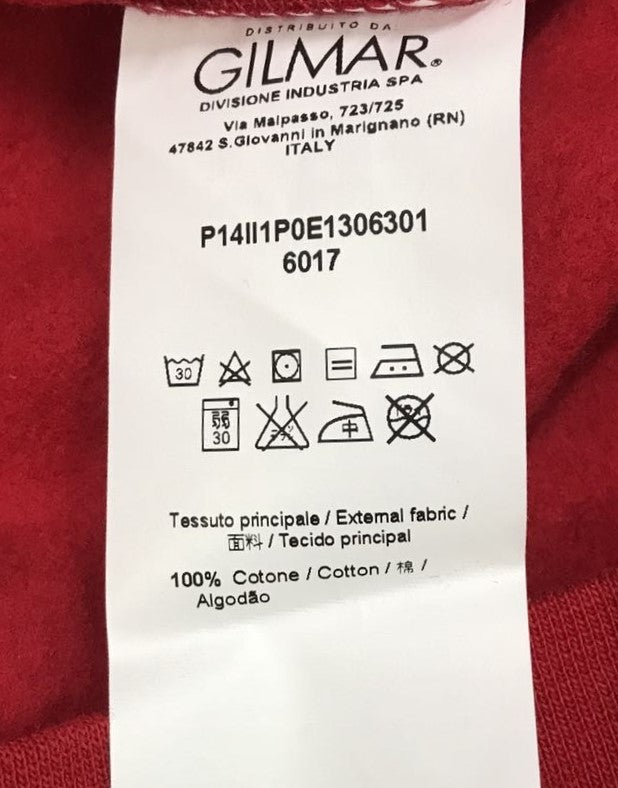 DISTRIBUITO DA
GILMAR®
DIVISIONE INDUSTRIA SPA
Via Malpasso, 723/725
47842 S.Giovanni in Marignano (RN)
ITALY
P14II1P0E1306301
6017
30
弱
30
中
Tessuto principale / External fabric /
面料 / Tecido principal
100% Cotone / Cotton / 棉 /
Algodão